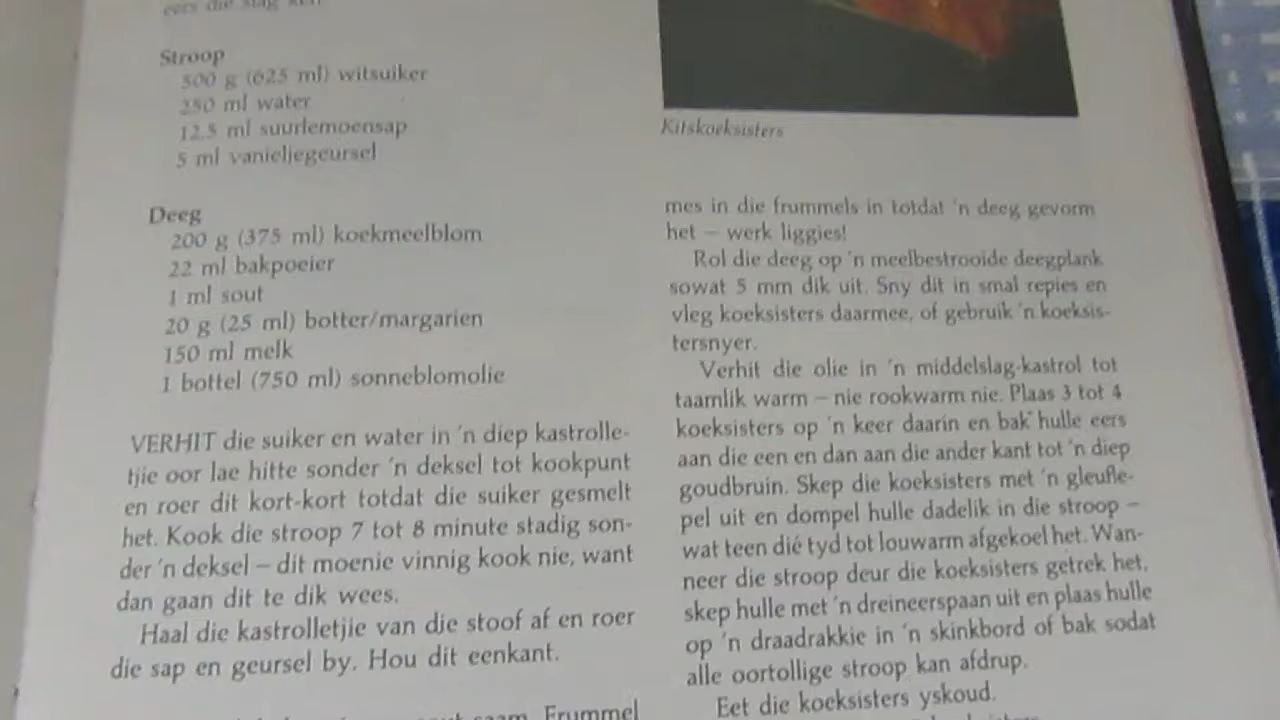 eers die slag ken
Stroop
500 g (625 ml) witsuiker
250 ml water
12,5 ml suurlemoensap
5 ml vanieljegeursel
Deeg
200 g (375 ml) koekmeelblom
22 ml bakpoeier
1 ml sout
20 g (25 ml) botter/margarien
150 ml melk
1 bottel (750 ml) sonneblomolie
VERHIT die suiker en water in 'n diep kastrolle-
tjie oor lae hitte sonder 'n deksel tot kookpunt
en roer dit kort-kort totdat die suiker gesmelt
het. Kook die stroop 7 tot 8 minute stadig son-
der 'n deksel – dit moenie vinnig kook nie, want
dan gaan dit te dik wees.
Haal die kastrolletjie van die stoof af en roer
die sap en geursel by. Hou dit eenkant.
saam. Frummel
Kitskoeksisters
mes in die frummels in totdat 'n deeg gevorm
het – werk liggies!
Rol die deeg op 'n meelbestrooide deegplank
sowat 5 mm dik uit. Sny dit in smal repies en
vleg koeksisters daarmee, of gebruik 'n koeksis-
tersnyer.
Verhit die olie in 'n middelslag-kastrol tot
taamlik warm – nie rookwarm nie. Plaas 3 tot 4
koeksisters op 'n keer daarin en bak hulle eers
aan die een en dan aan die ander kant tot 'n diep
goudbruin. Skep die koeksisters met 'n gleufle-
pel uit en dompel hulle dadelik in die stroop –
wat teen dié tyd tot louwarm afgekoel het. Wan-
neer die stroop deur die koeksisters getrek het,
skep hulle met 'n dreineerspaan uit en plaas hulle
op 'n draadrakkie in 'n skinkbord of bak sodat
alle oortollige stroop kan afdrup.
Eet die koeksisters yskoud.